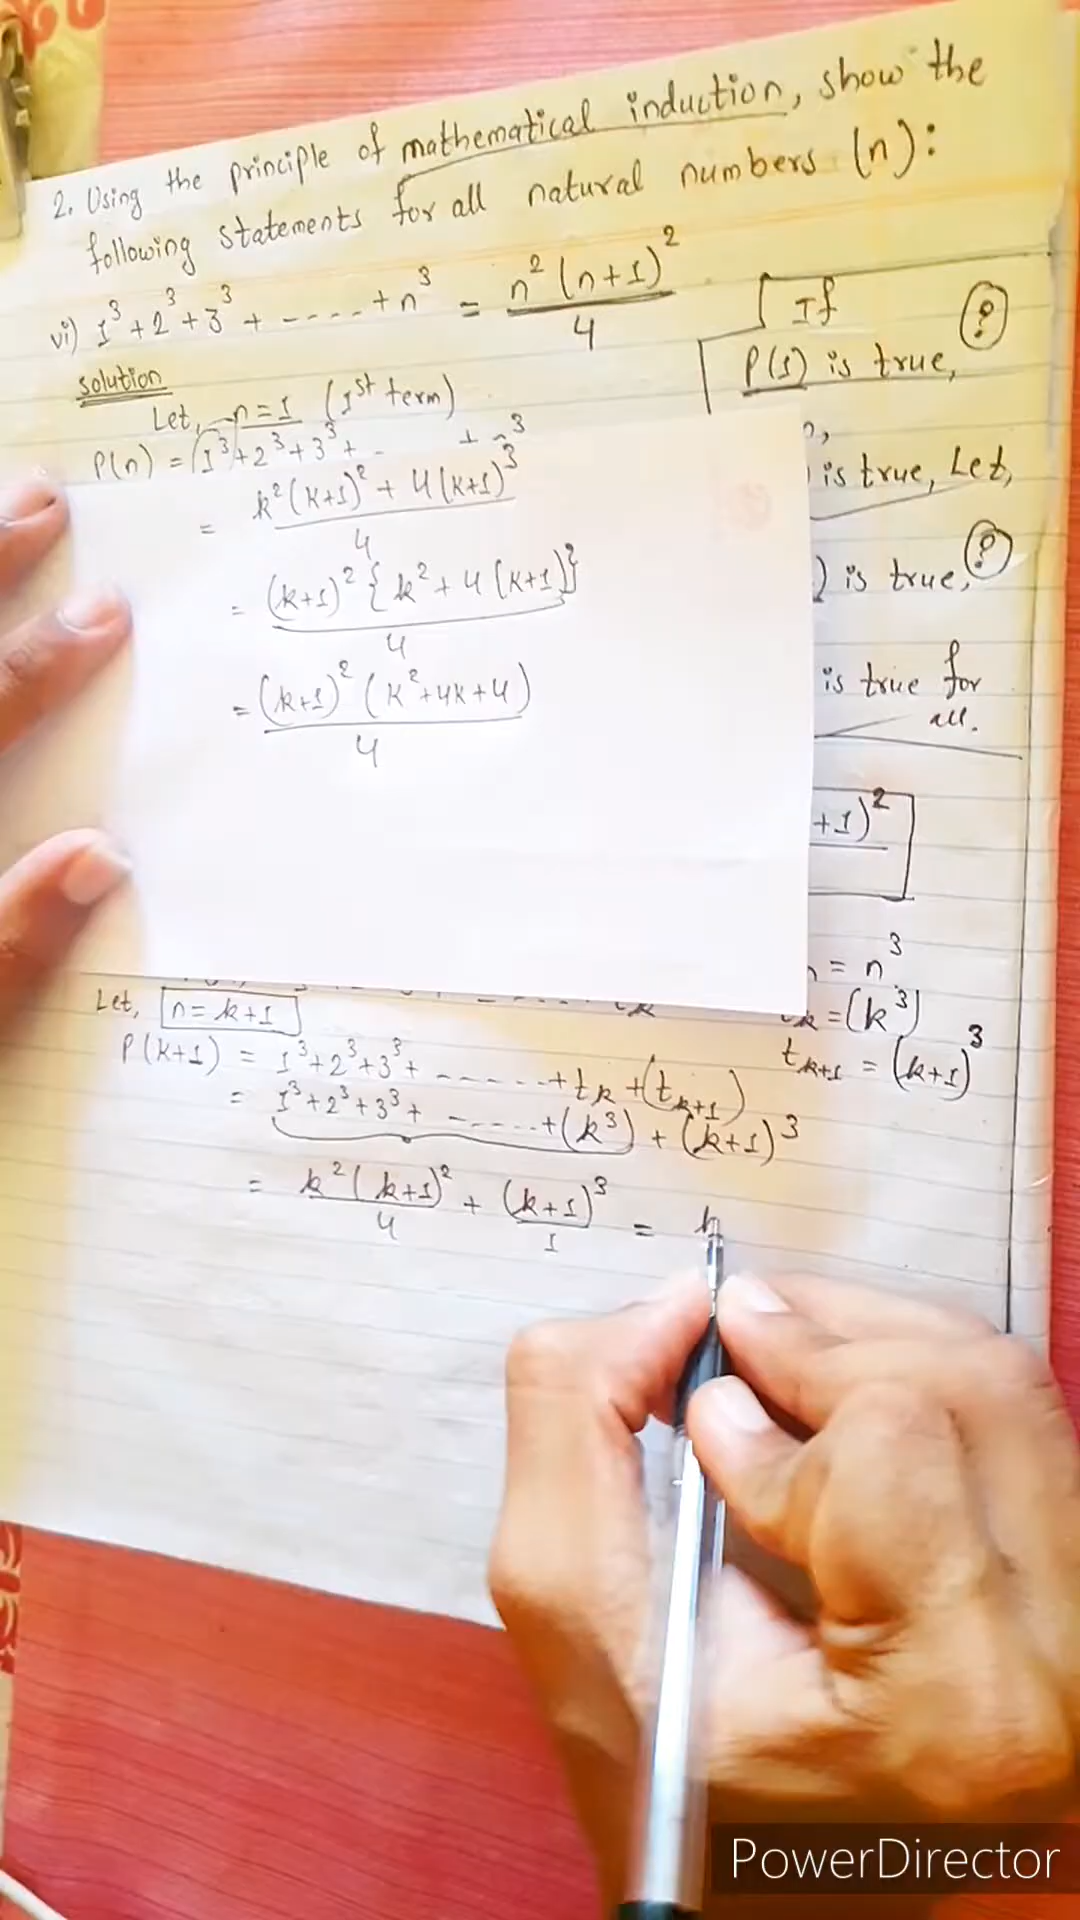 2. Using the principle of mathematical induction, show the
following statements for all natural numbers (n):
vi) 1³ + 2³ + 3³ + ----- + n³ = n²(n+1)²/4
solution
Let, n=1 (1st term)
P(n) = 1³+2³+3³+
= k²(k+1)² + 4(k+1)³/4
= (k+1)² {k² + 4(k+1)}/4
= (k+1)² (k²+4k+4)/4
If
?
P(1) is true,
is true, Let,
?
) is true,
is true for
all.
+1)²
= n³
= (k³)
tₖ₊₁ = (k+1)³
Let, n = k+1
P(k+1) = 1³+2³+3³+ ------ + tₖ + (tₖ₊₁)
= 1³+2³+3³+ ------ + (k³) + (k+1)³
= k²(k+1)²/4 + (k+1)³/1 =
PowerDirector